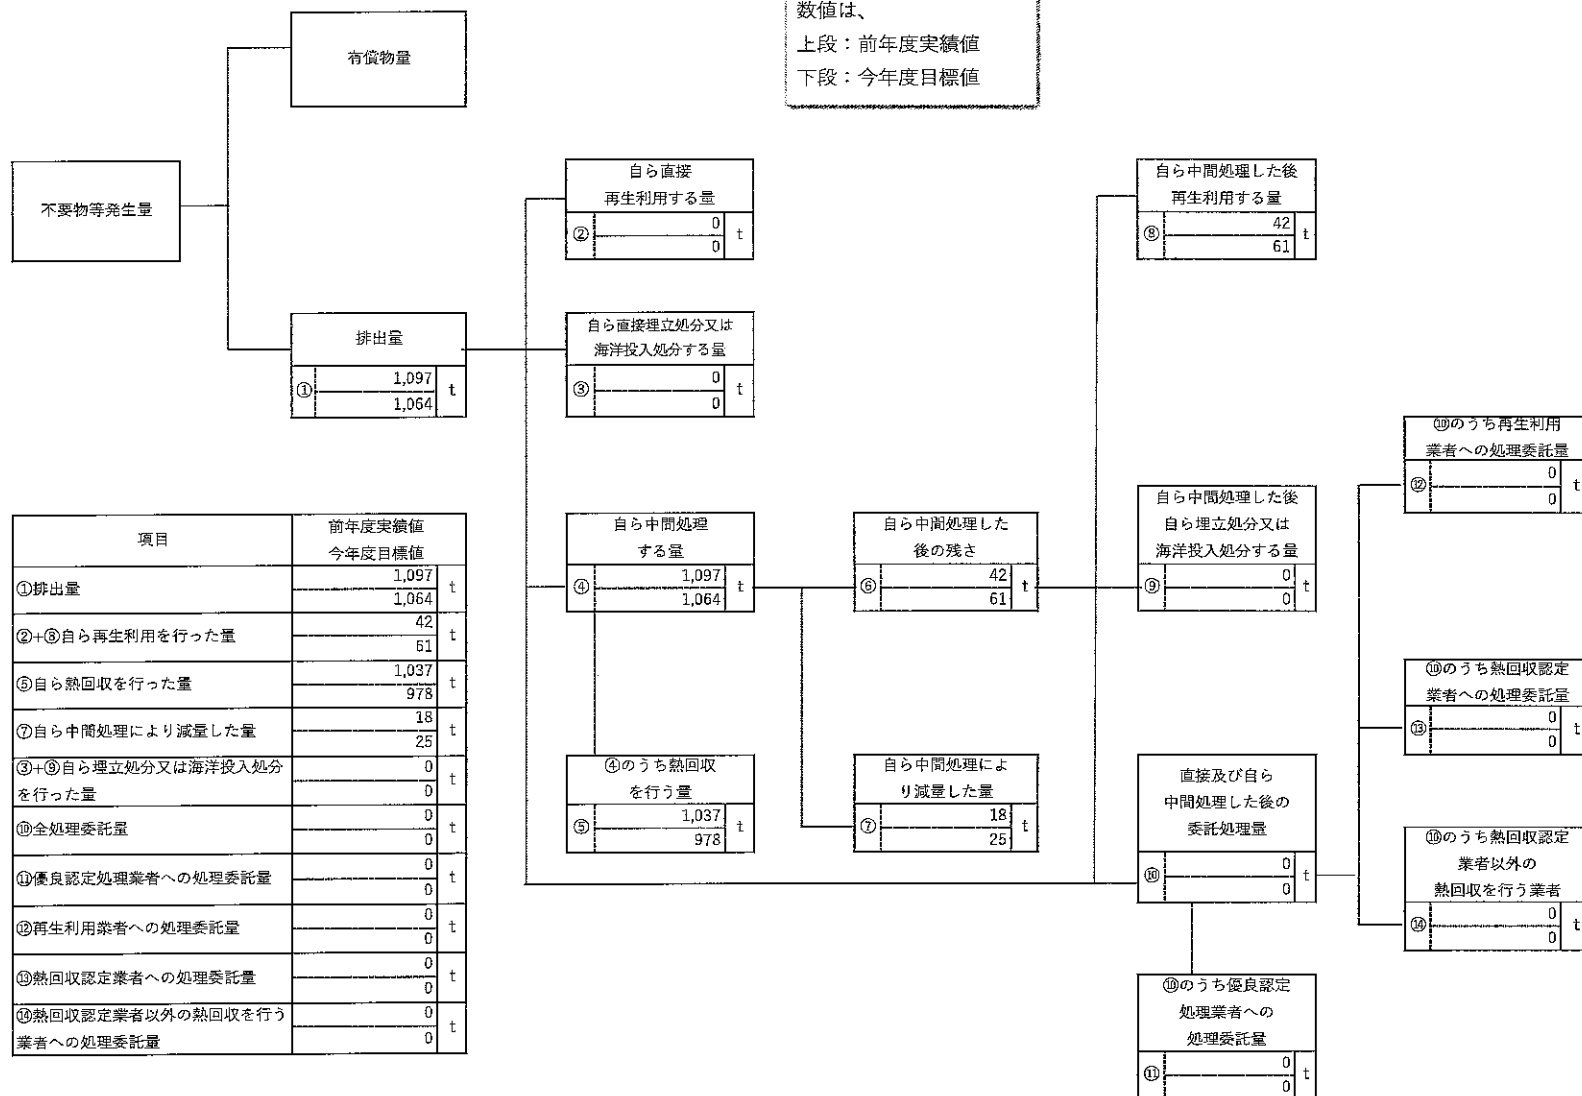 数値は、
上段：前年度実績値
下段：今年度目標値
有償物量
不要物等発生量
排出量
① 1,097 t
1,064
自ら直接
再生利用する量
② 0 t
0
自ら直接埋立処分又は
海洋投入処分する量
③ 0 t
0
自ら中間処理した後
再生利用する量
⑧ 42 t
61
自ら中間処理
する量
④ 1,097 t
1,064
④のうち熱回収
を行う量
⑤ 1,037 t
978
自ら中間処理した
後の残さ
⑥ 42 t
61
自ら中間処理によ
り減量した量
⑦ 18 t
25
自ら中間処理した後
自ら埋立処分又は
海洋投入処分する量
⑨ 0 t
0
直接及び自ら
中間処理した後の
委託処理量
⑩ 0 t
0
⑩のうち優良認定
処理業者への
処理委託量
⑪ 0 t
0
⑩のうち再生利用
業者への処理委託量
⑫ 0 t
0
⑩のうち熱回収認定
業者への処理委託量
⑬ 0 t
0
⑩のうち熱回収認定
業者以外の
熱回収を行う業者
⑭ 0 t
0
項目 前年度実績値
今年度目標値
①排出量 1,097 t
1,064
②+⑧自ら再生利用を行った量 42 t
61
⑤自ら熱回収を行った量 1,037 t
978
⑦自ら中間処理により減量した量 18 t
25
③+⑨自ら埋立処分又は海洋投入処分 0 t
を行った量 0
⑩全処理委託量 0 t
0
⑪優良認定処理業者への処理委託量 0 t
0
⑫再生利用業者への処理委託量 0 t
0
⑬熱回収認定業者への処理委託量 0 t
0
⑭熱回収認定業者以外の熱回収を行う 0 t
業者への処理委託量 0